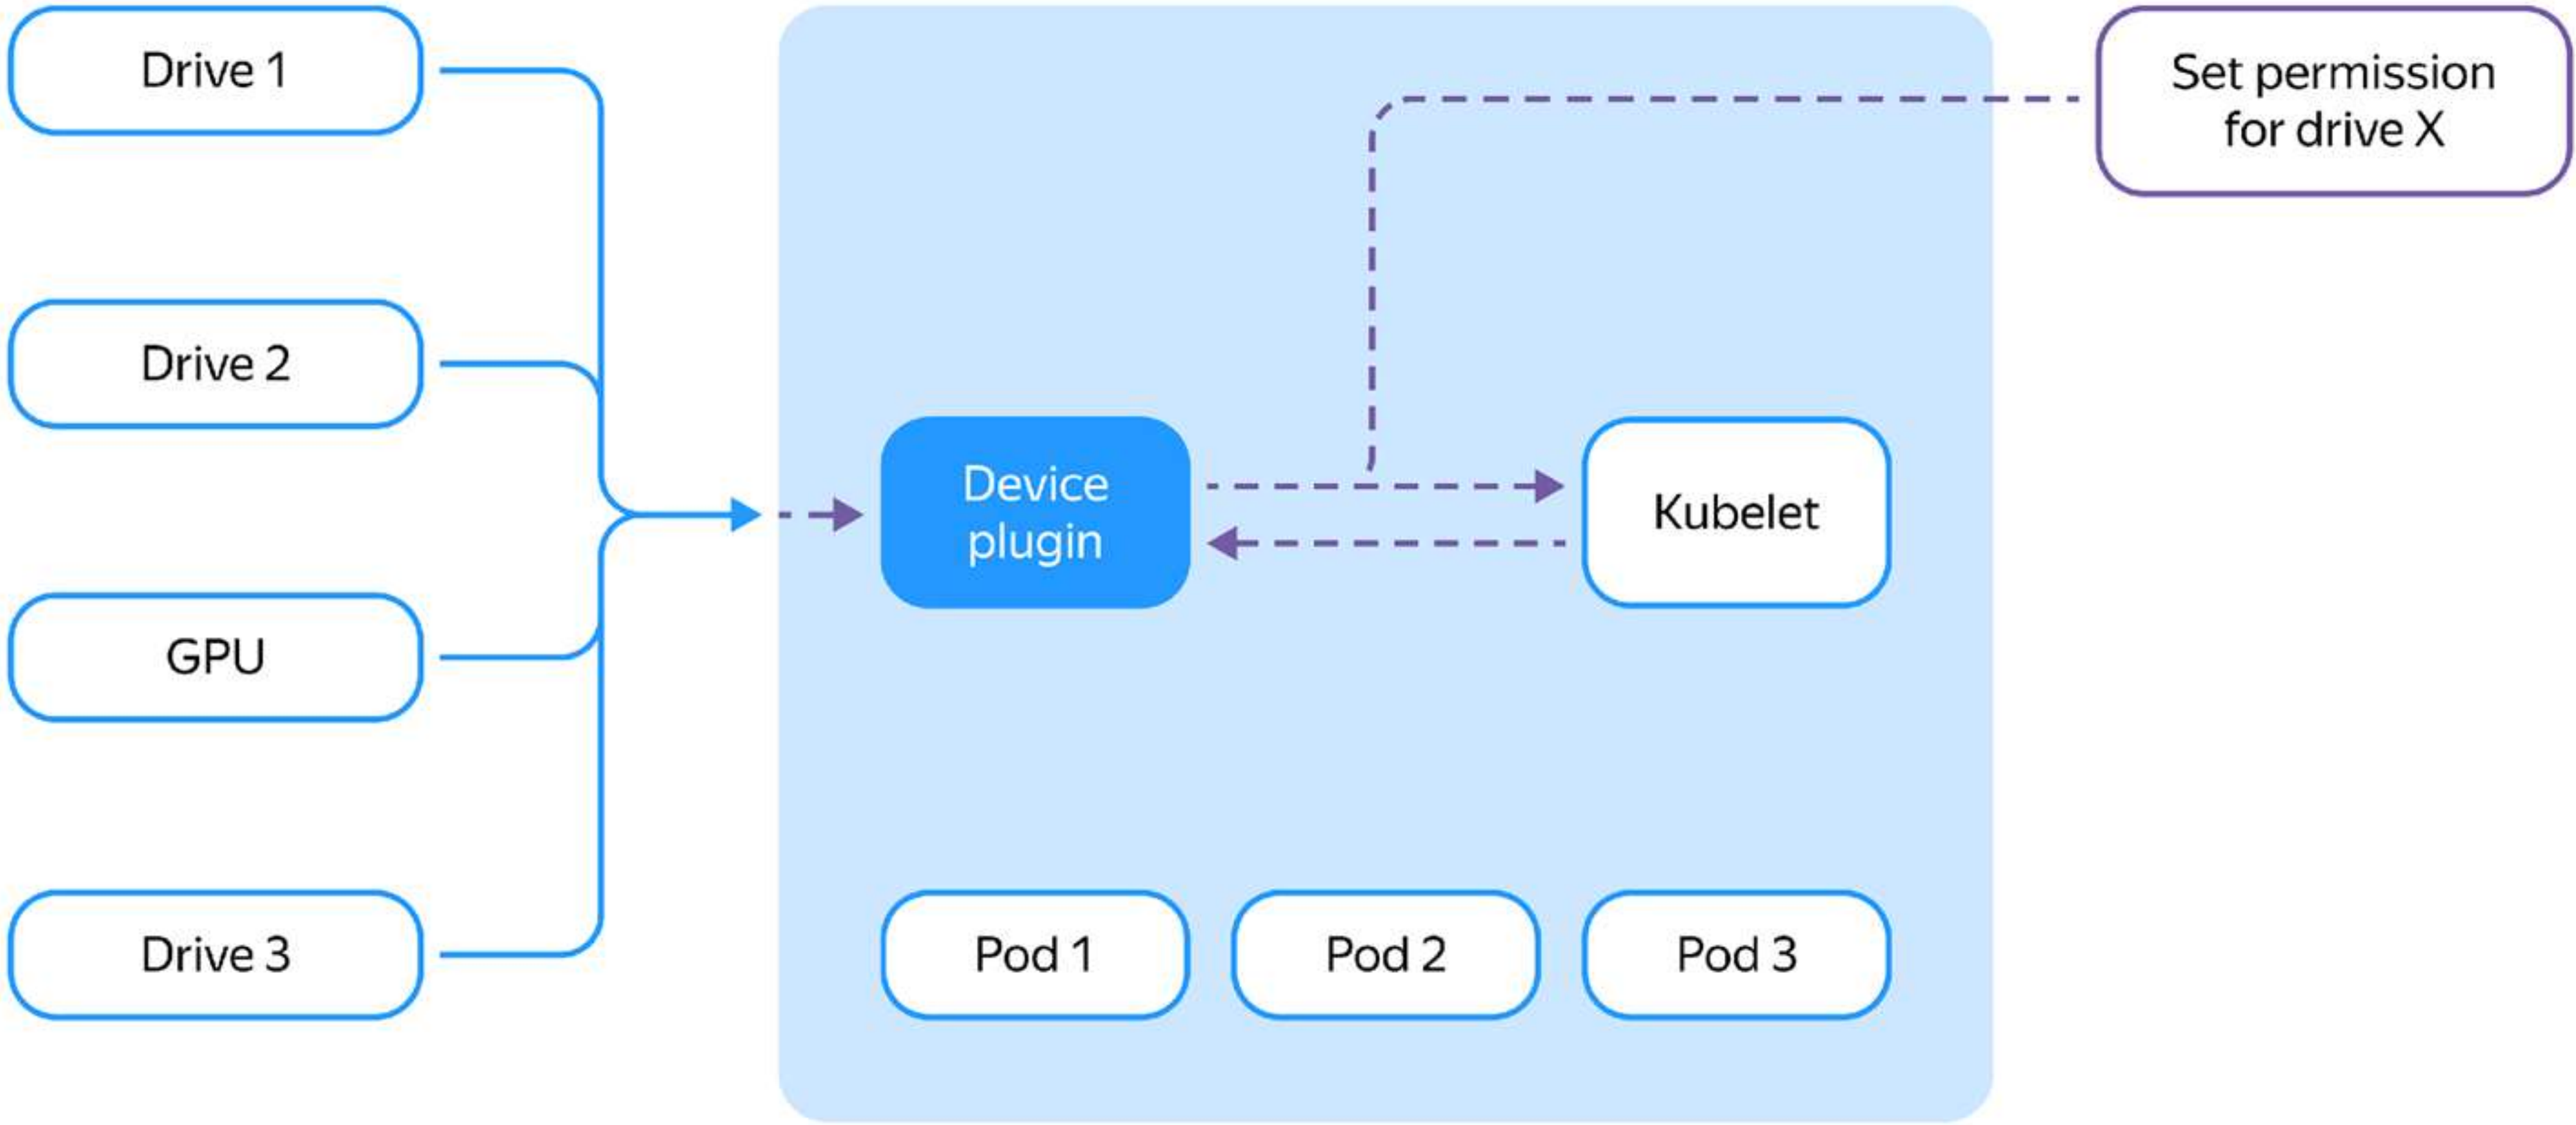 Drive 1
Drive 2
GPU
Drive 3
Device
plugin
Kubelet
Pod 1
Pod 2
Pod 3
Set permission
for drive X